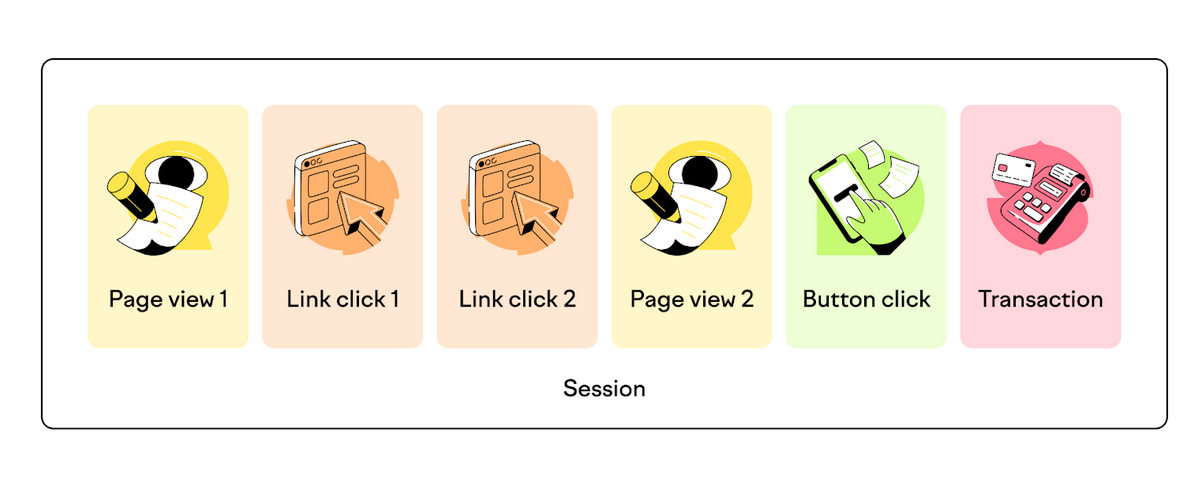 Page view 1
Link click 1
Link click 2
Page view 2
Button click
Transaction
Session